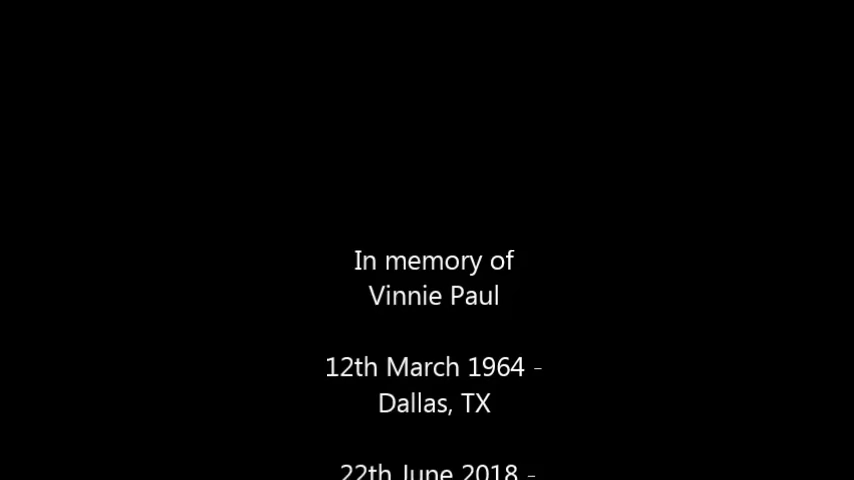 In memory of
Vinnie Paul
12th March 1964 -
Dallas, TX
22th June 2018 -